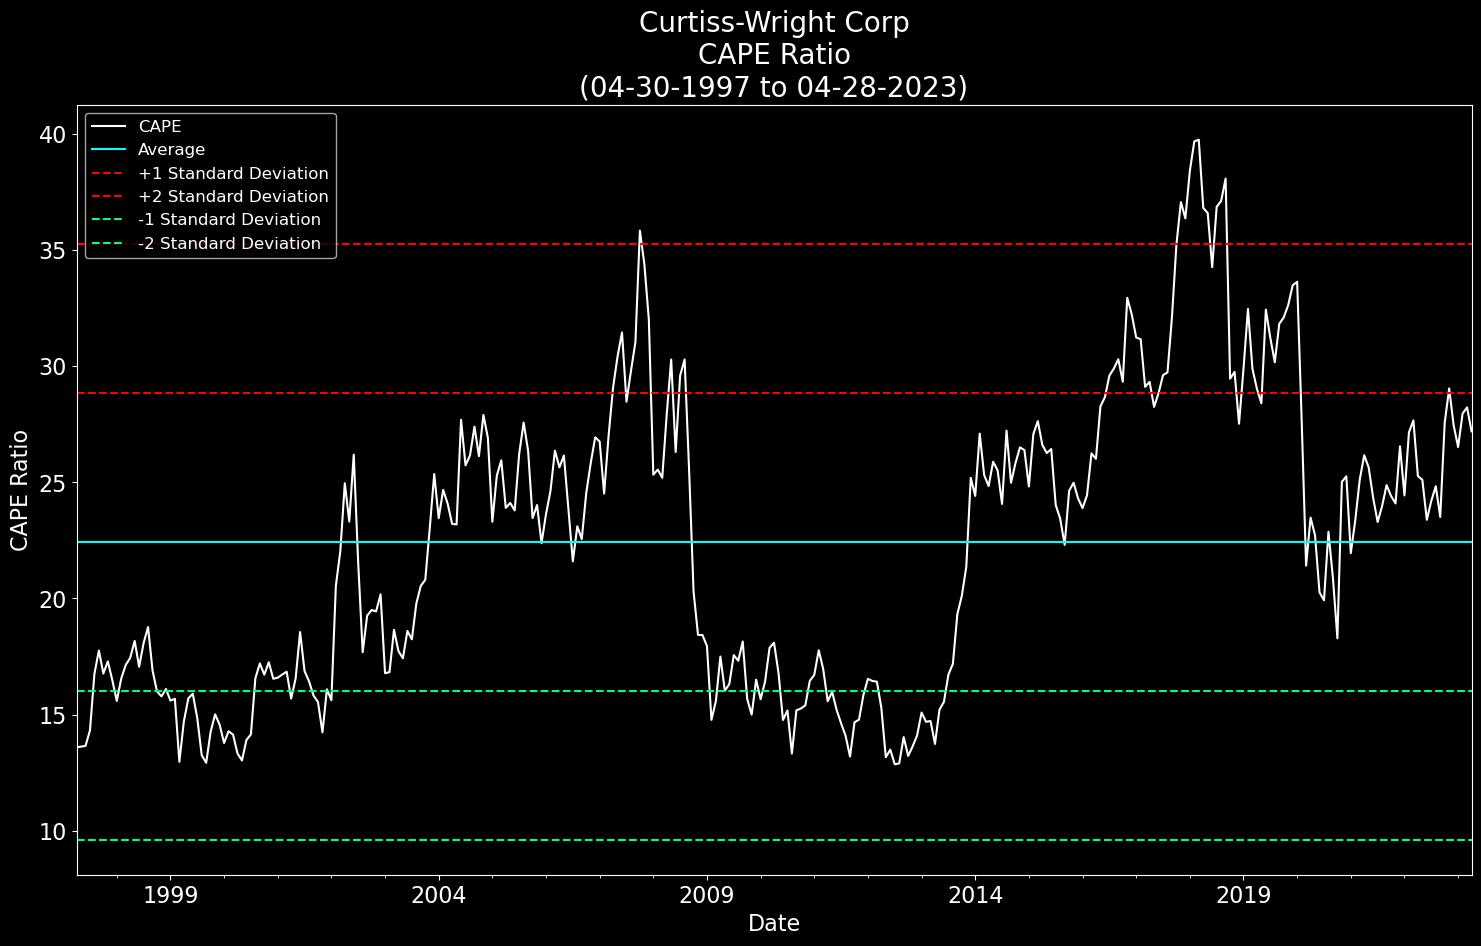 Curtiss-Wright Corp
CAPE Ratio
(04-30-1997 to 04-28-2023)
CAPE
Average
+1 Standard Deviation
+2 Standard Deviation
-1 Standard Deviation
-2 Standard Deviation
CAPE Ratio
40
35
30
25
20
15
10
1999
2004
2009
2014
2019
Date